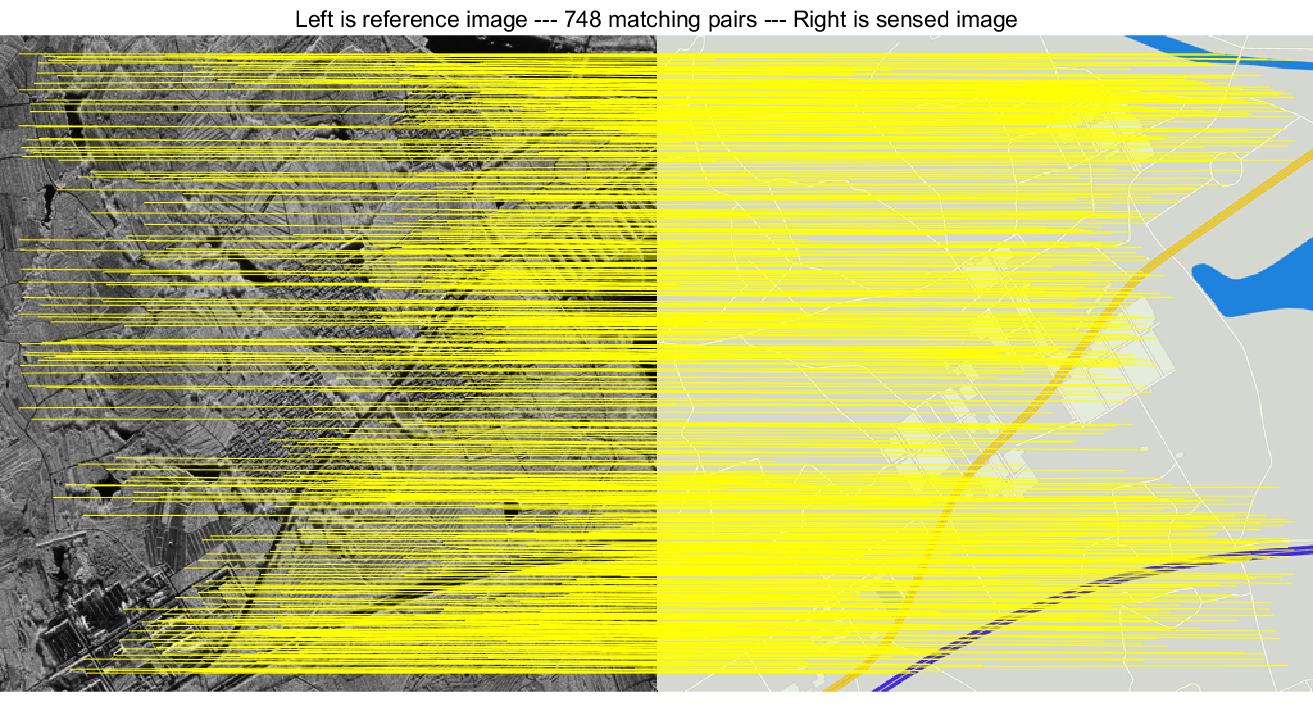 Left is reference image --- 748 matching pairs --- Right is sensed image